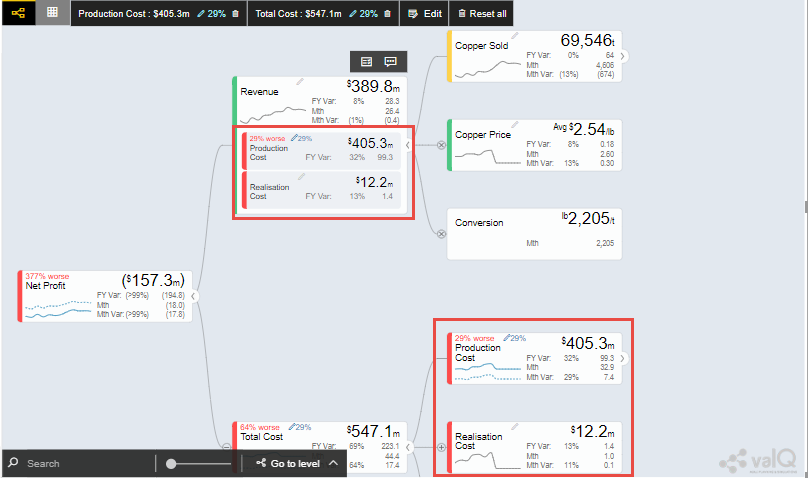 Production Cost : $405.3m 29%
Total Cost : $547.1m 29%
Edit
Reset all
Revenue
$389.8m
FY Var: 8% 28.3
Mth 26.4
Mth Var: (1%) (0.4)
29% worse 29%
Production Cost
$405.3m
FY Var: 32% 99.3
Realisation Cost
$12.2m
FY Var: 13% 1.4
Copper Sold
69,546t
FY Var: 0% 64
Mth 4,606
Mth Var: (13%) (674)
Copper Price
Avg $2.54/lb
FY Var: 8% 0.18
Mth 2.60
Mth Var: 13% 0.30
Conversion
lb2,205/t
Mth 2,205
377% worse
Net Profit
($157.3m)
FY Var: (>99%) (194.8)
Mth (18.0)
Mth Var: (>99%) (17.8)
29% worse 29%
Production Cost
$405.3m
FY Var: 32% 99.3
Mth 32.9
Mth Var: 29% 7.4
64% worse 29%
Total Cost
$547.1m
FY Var: 69% 223.1
44.4
64% 17.4
Realisation Cost
$12.2m
FY Var: 13% 1.4
Mth 1.0
Mth Var: 11% 0.1
Search
Go to level
valQ